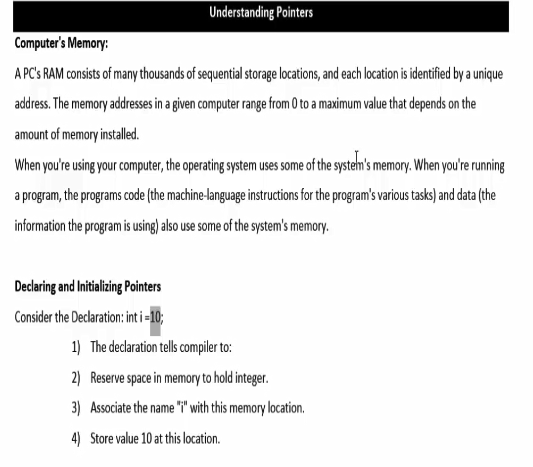 Understanding Pointers
Computer's Memory:
A PC's RAM consists of many thousands of sequential storage locations, and each location is identified by a unique
address. The memory addresses in a given computer range from 0 to a maximum value that depends on the
amount of memory installed.
When you're using your computer, the operating system uses some of the system's memory. When you're running
a program, the programs code (the machine-language instructions for the program's various tasks) and data (the
information the program is using) also use some of the system's memory.
Declaring and Initializing Pointers
Consider the Declaration: int i =10;
1) The declaration tells compiler to:
2) Reserve space in memory to hold integer.
3) Associate the name "i" with this memory location.
4) Store value 10 at this location.